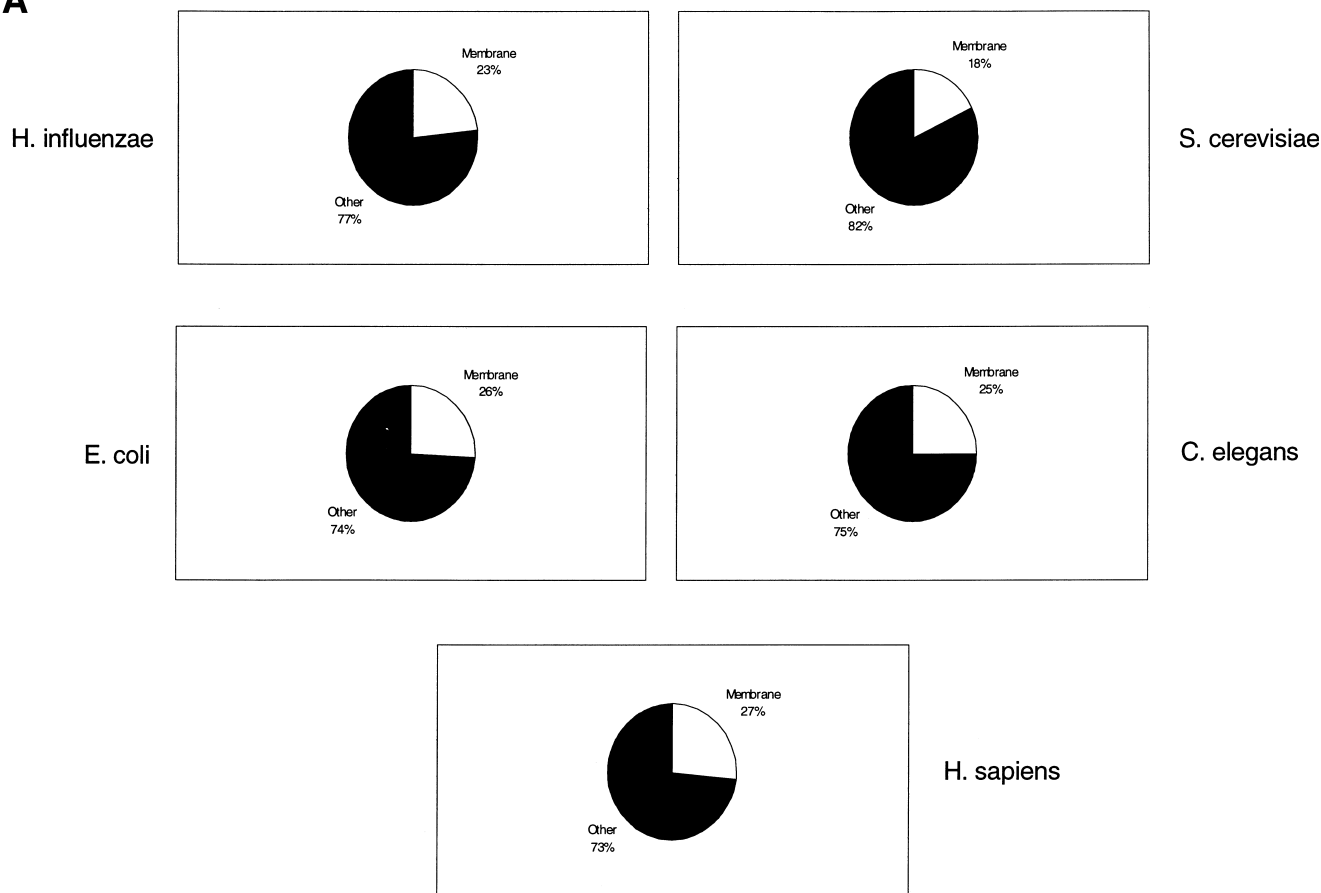 A
Membrane
23%
H. influenzae
Other
77%
Membrane
18%
S. cerevisiae
Other
82%
Membrane
26%
E. coli
Other
74%
Membrane
25%
C. elegans
Other
75%
Membrane
27%
H. sapiens
Other
73%